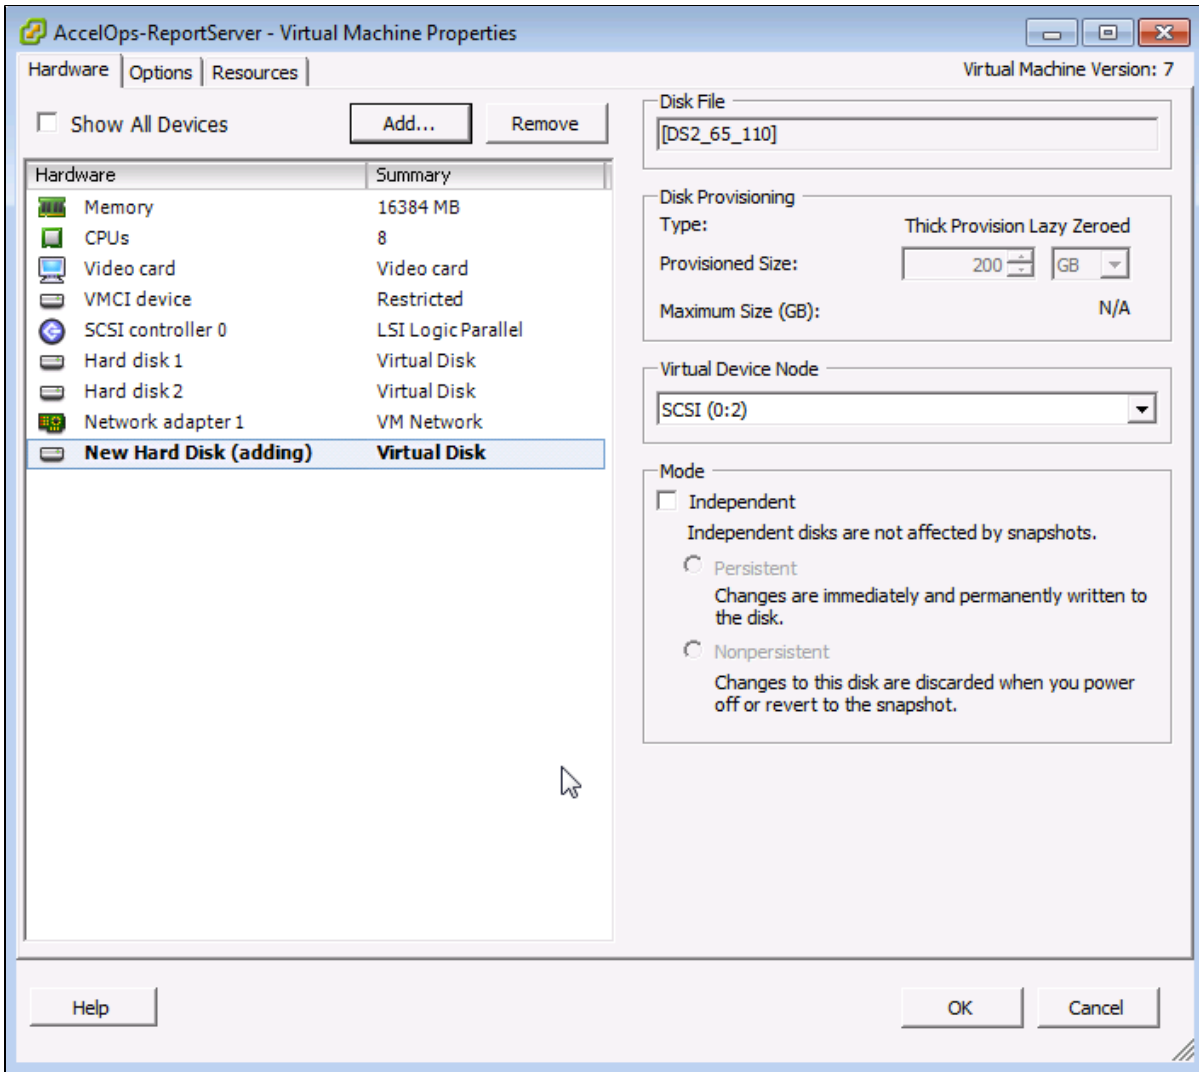 AccelOps-ReportServer - Virtual Machine Properties
Hardware Options Resources Virtual Machine Version: 7
Show All Devices Add... Remove
Hardware Summary
Memory 16384 MB
CPUs 8
Video card Video card
VMCI device Restricted
SCSI controller 0 LSI Logic Parallel
Hard disk 1 Virtual Disk
Hard disk 2 Virtual Disk
Network adapter 1 VM Network
New Hard Disk (adding) Virtual Disk
Disk File
[DS2_65_110]
Disk Provisioning
Type: Thick Provision Lazy Zeroed
Provisioned Size: 200 GB
Maximum Size (GB): N/A
Virtual Device Node
SCSI (0:2)
Mode
Independent
Independent disks are not affected by snapshots.
Persistent
Changes are immediately and permanently written to
the disk.
Nonpersistent
Changes to this disk are discarded when you power
off or revert to the snapshot.
Help OK Cancel